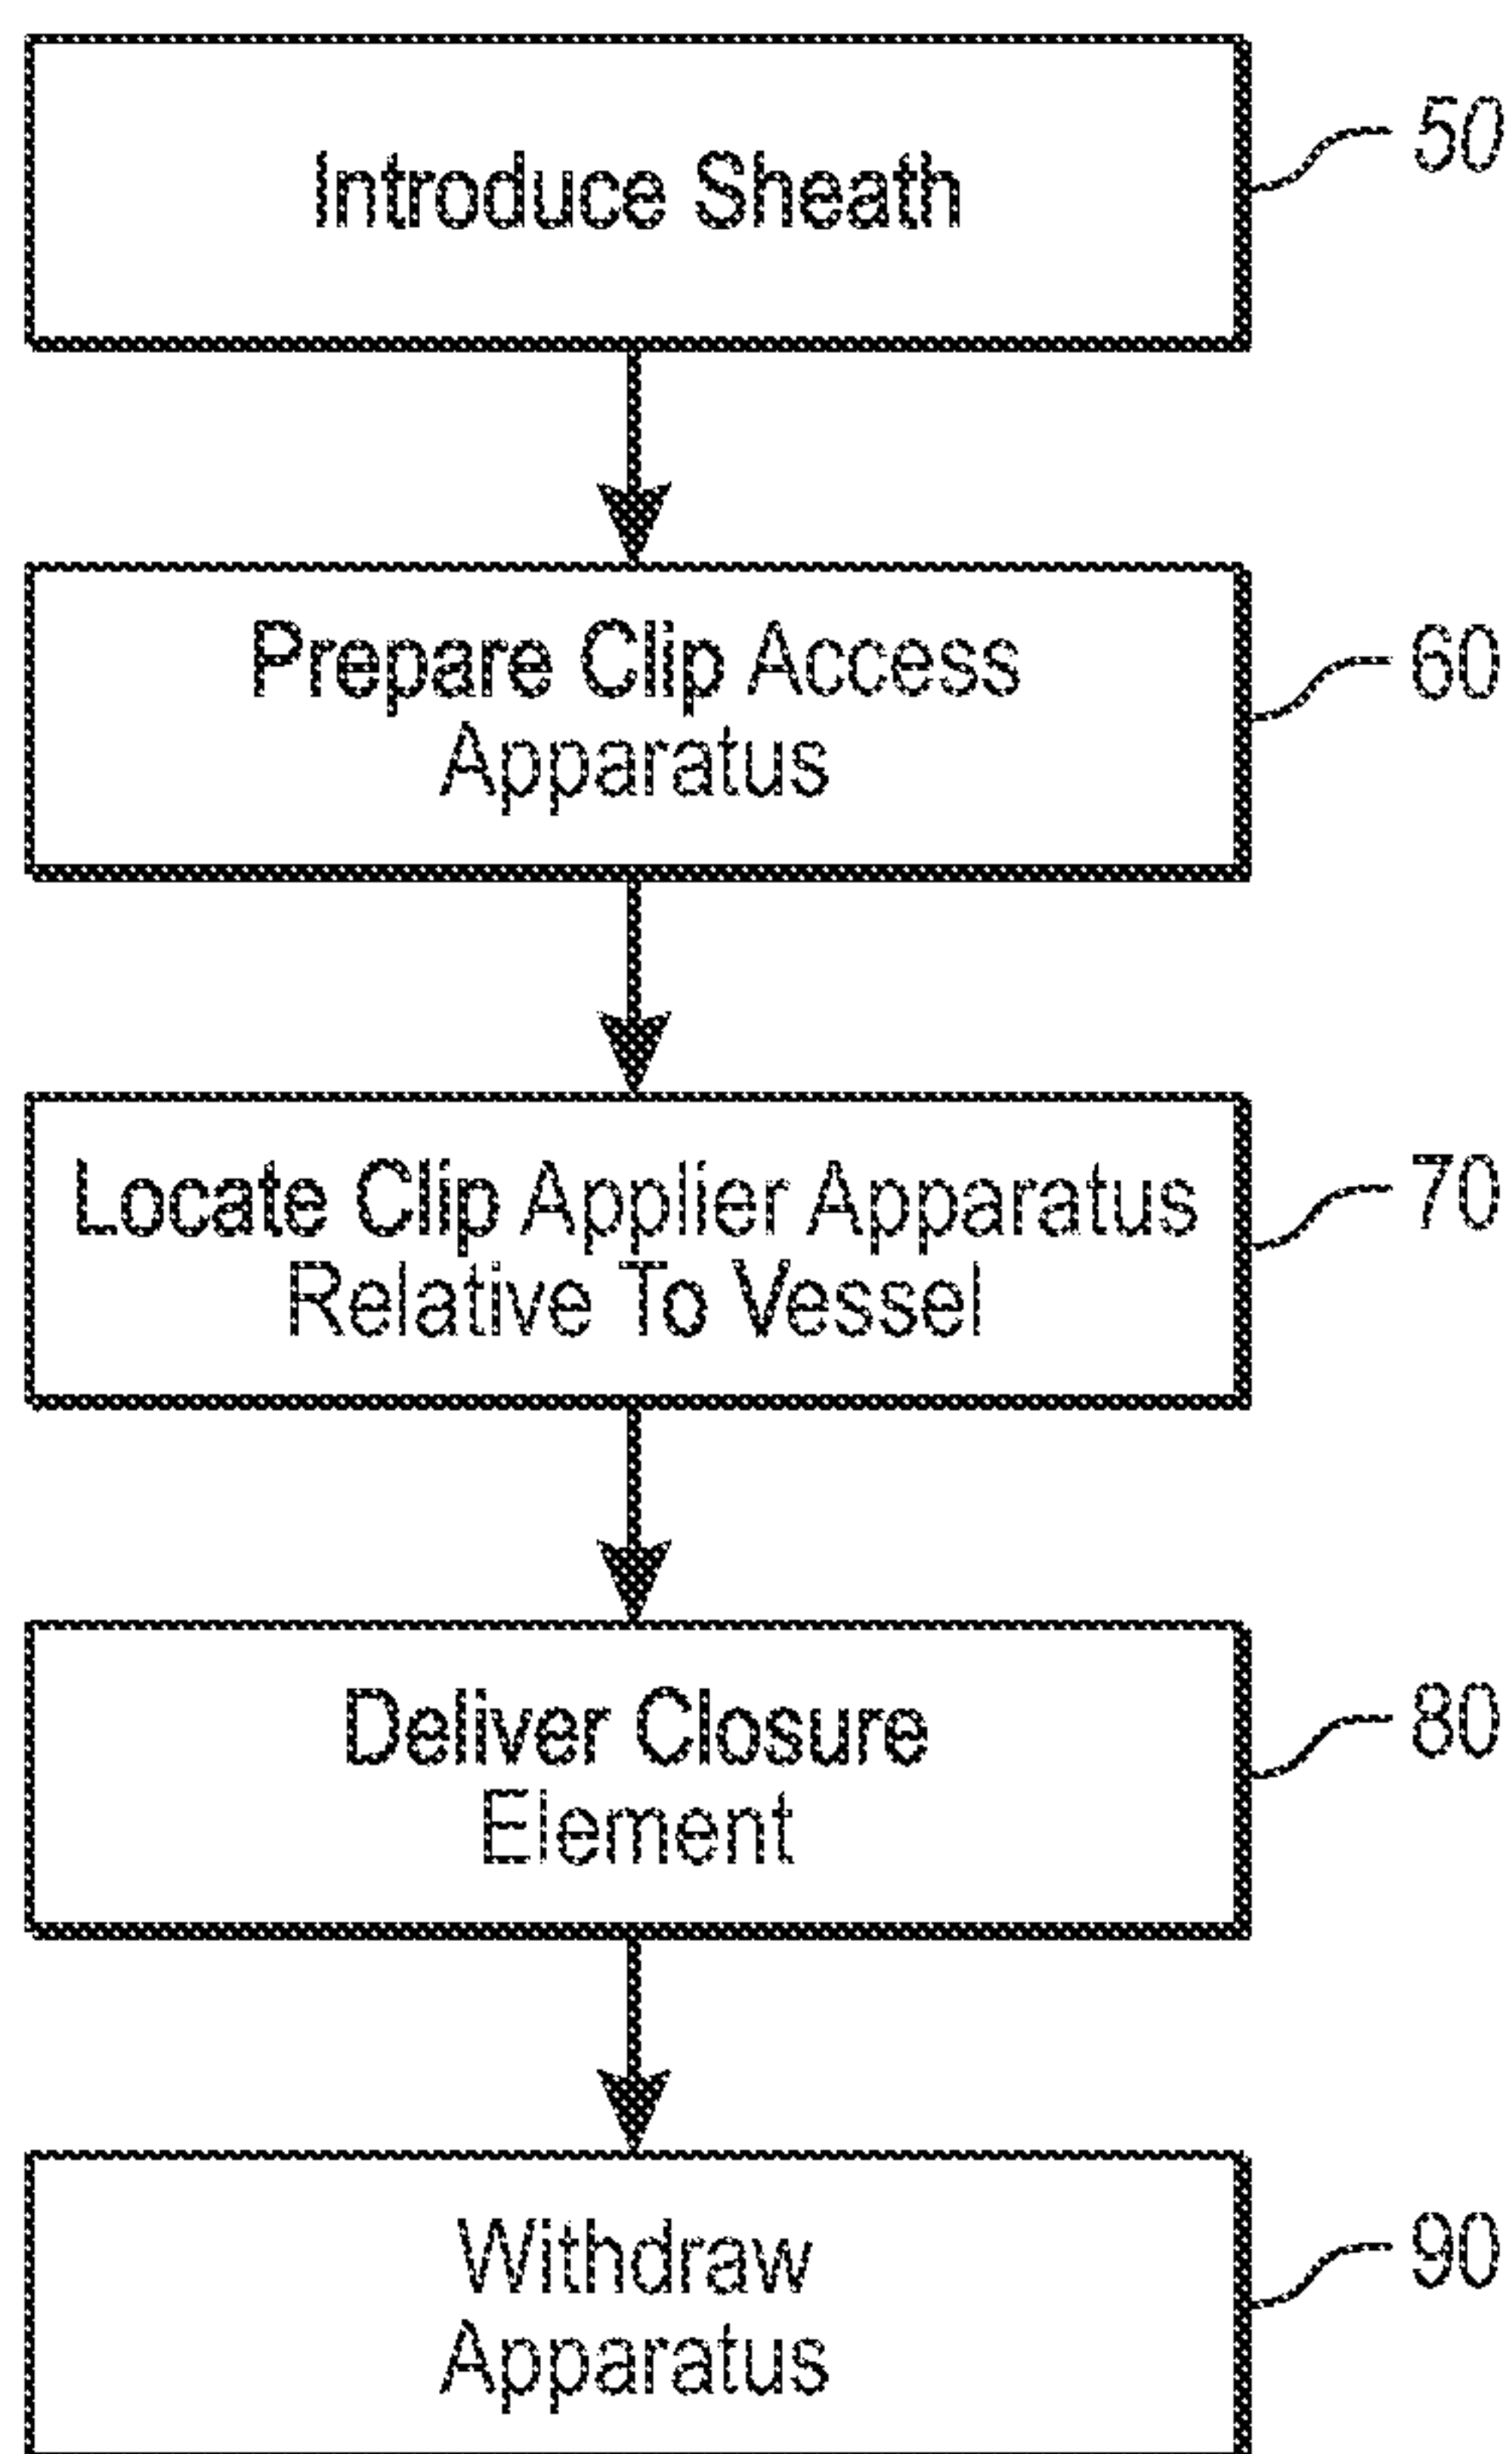 Introduce Sheath
50
Prepare Clip Access
Apparatus
60
Locate Clip Applier Apparatus
Relative To Vessel
70
Deliver Closure
Element
80
Withdraw
Apparatus
90